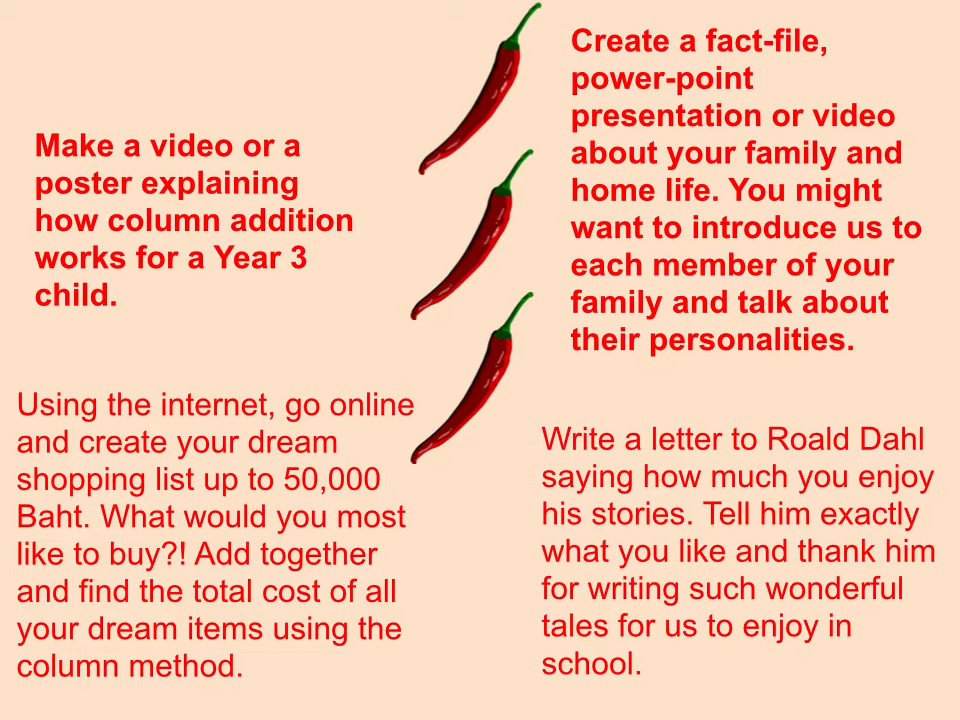 Make a video or a
poster explaining
how column addition
works for a Year 3
child.
Create a fact-file,
power-point
presentation or video
about your family and
home life. You might
want to introduce us to
each member of your
family and talk about
their personalities.
Using the internet, go online
and create your dream
shopping list up to 50,000
Baht. What would you most
like to buy?! Add together
and find the total cost of all
your dream items using the
column method.
Write a letter to Roald Dahl
saying how much you enjoy
his stories. Tell him exactly
what you like and thank him
for writing such wonderful
tales for us to enjoy in
school.